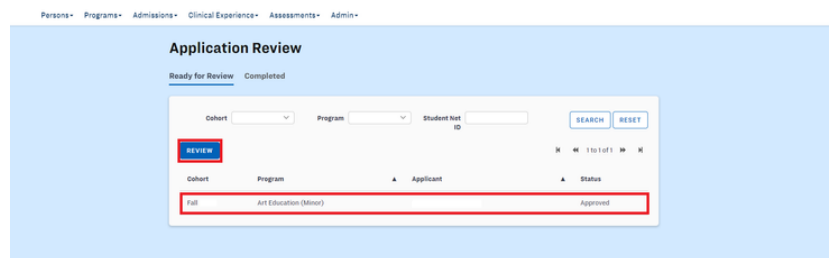 Persons Programs Admissions Clinical Experience Assessments Admin
Application Review
Ready for Review Completed
Cohort Program Student Net ID SEARCH RESET
REVIEW 1 to 1 of 1
Cohort Program Applicant Status
Fall Art Education (Minor) Approved